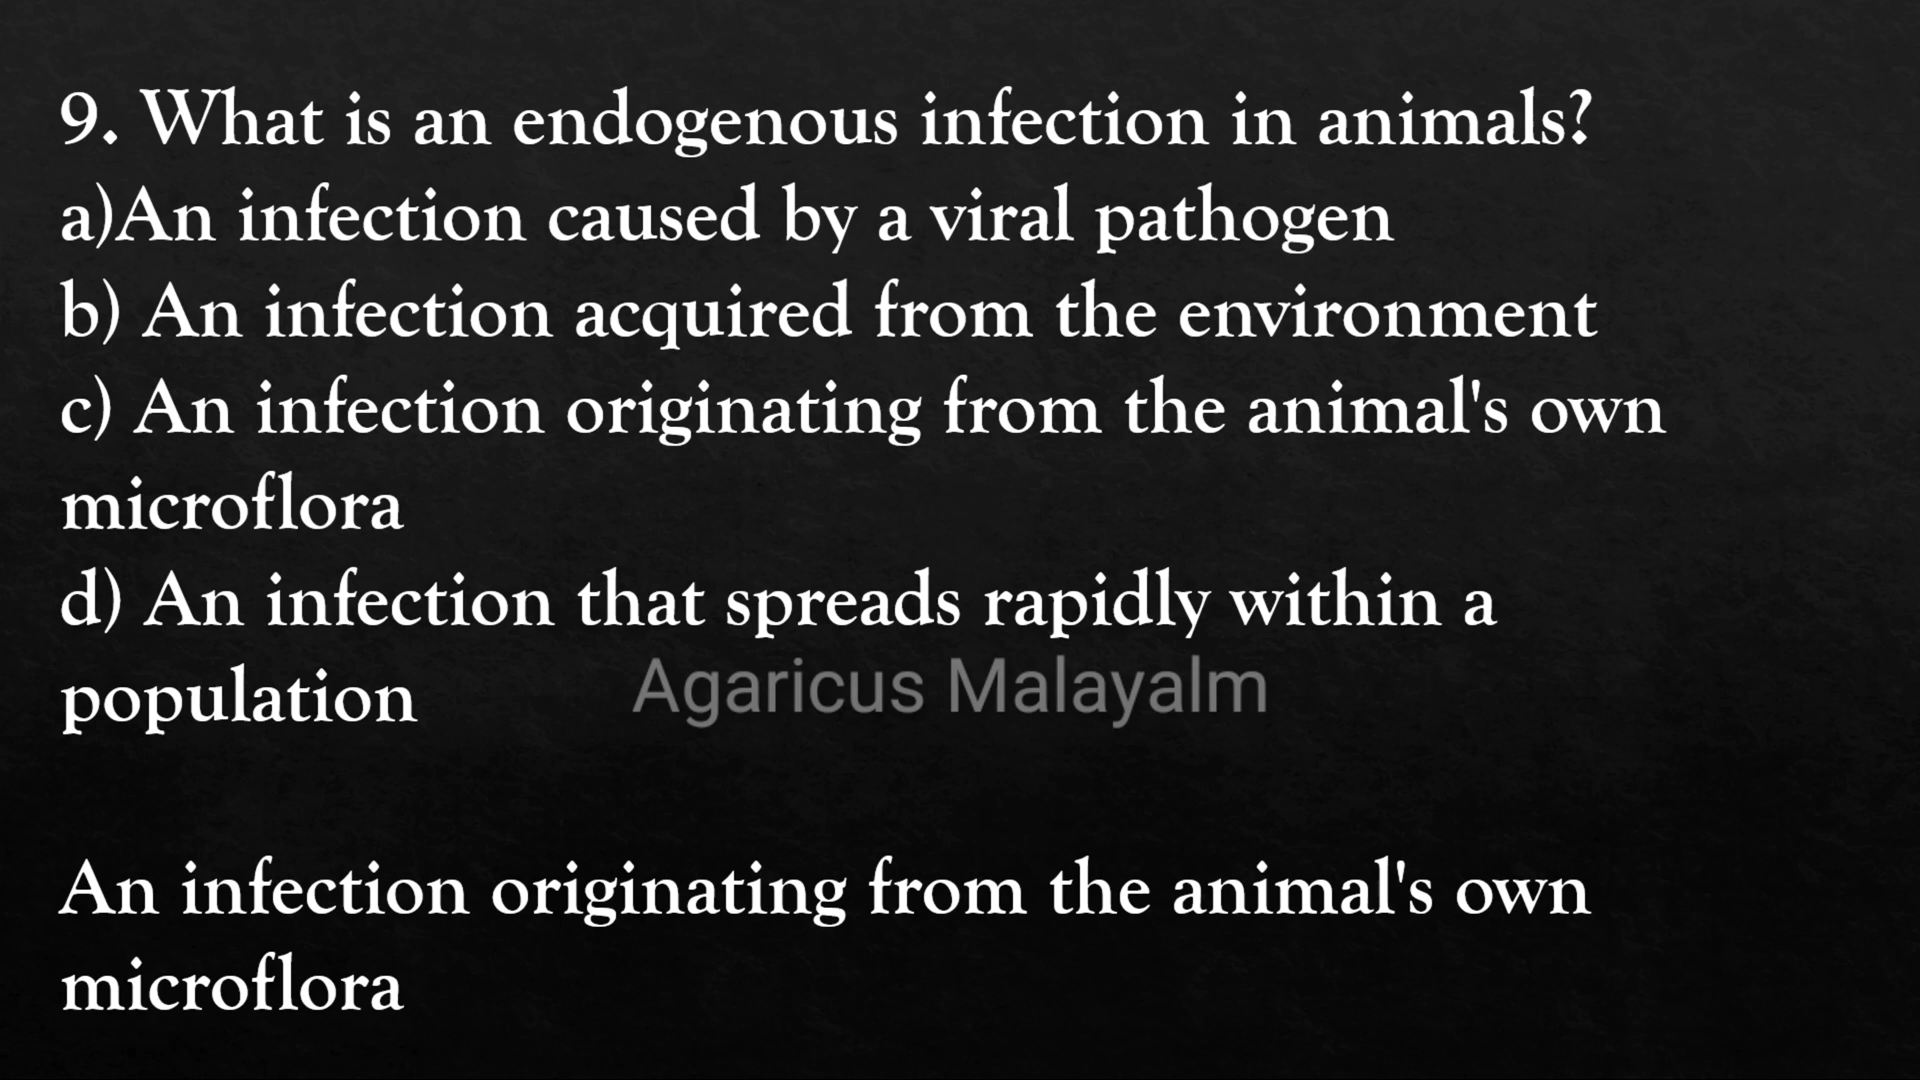 9. What is an endogenous infection in animals?
a)An infection caused by a viral pathogen
b) An infection acquired from the environment
c) An infection originating from the animal's own
microflora
d) An infection that spreads rapidly within a
population
Agaricus Malayalm
An infection originating from the animal's own
microflora